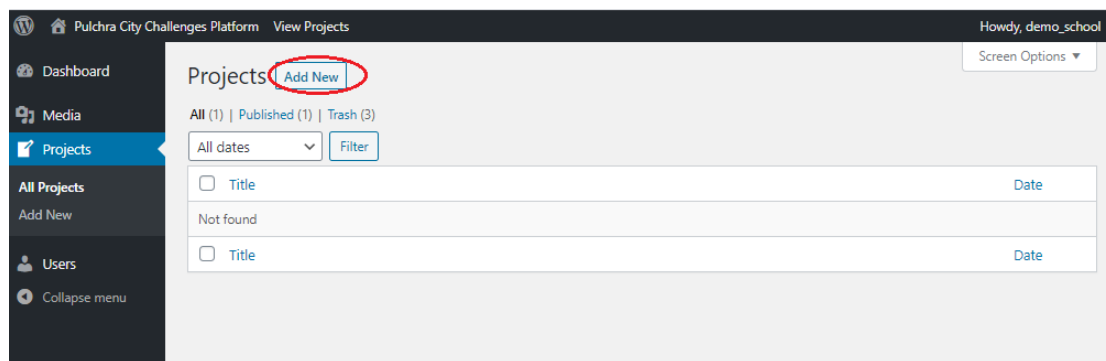 Pulchra City Challenges Platform View Projects Howdy, demo_school
Screen Options ▼
Dashboard
Media
Projects
All Projects
Add New
Users
Collapse menu
Projects Add New
All (1) | Published (1) | Trash (3)
All dates Filter
Title Date
Not found
Title Date